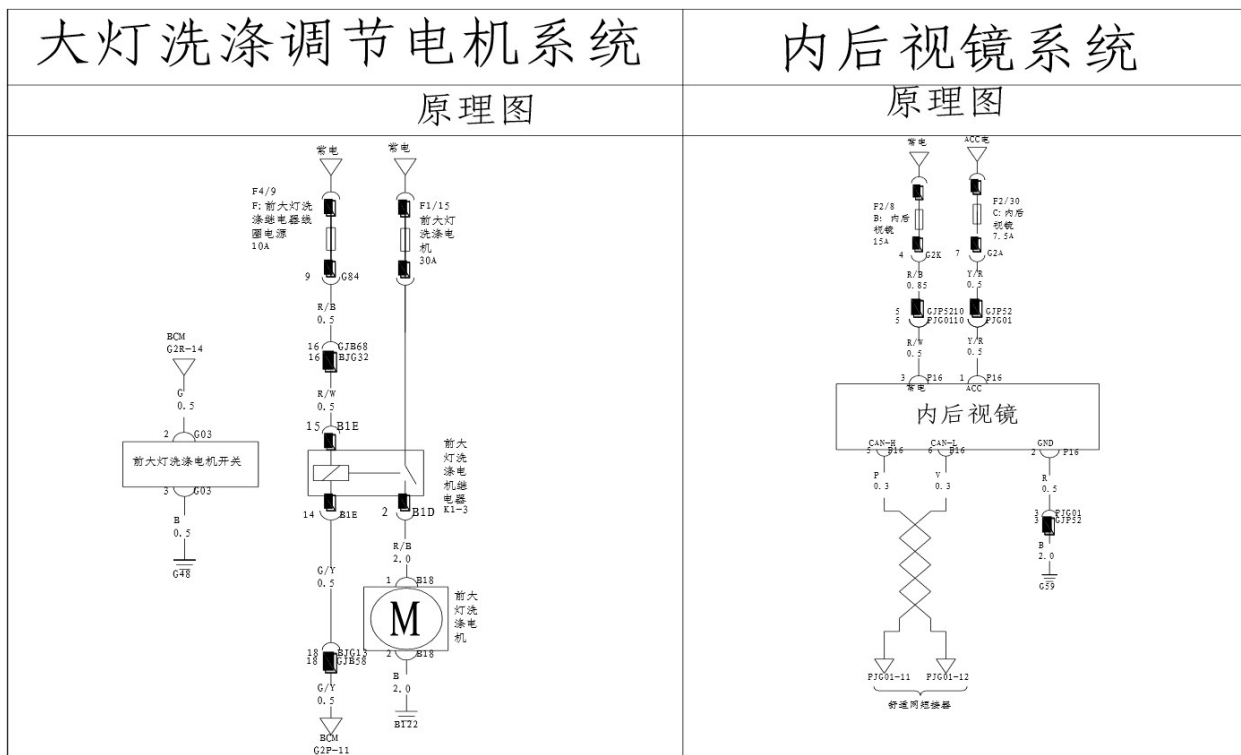 大灯洗涤调节电机系统
原理图
常电
常电
F4/9
F: 前大灯洗
涤继电器线
圈电源
10A
F1/15
前大灯
洗涤电
机
30A
9
G84
R/B
0.5
BCM
G2R-14
16
GJB68
16
BJG32
G
0.5
R/W
0.5
2
G03
15
B1E
前大灯洗涤电机开关
前大
灯洗
涤电
机继
电器
K1-3
3
G03
14
B1E
2
B1D
B
0.5
R/B
2.0
G48
G/Y
0.5
1
B18
M
前大
灯洗
涤电
机
18
BJG13
18
GJB58
2
B18
G/Y
0.5
B
2.0
BCM
G2P-11
B122
内后视镜系统
原理图
常电
ACC电
F2/8
B: 内后
视镜
15A
F2/30
C: 内后
视镜
7.5A
4
G2K
7
G2A
R/B
0.85
Y/R
0.5
5
GJP5210
5
PJG0110
GJP52
PJG01
R/W
0.5
Y/R
0.5
3
P16
1
P16
常电
ACC
内后视镜
CAN-H
CAN-L
GND
5
P16
6
P16
2
P16
P
0.3
V
0.3
R
0.5
3
PJG01
3
GJP52
B
2.0
G59
PJG01-11
PJG01-12
舒适网短接器